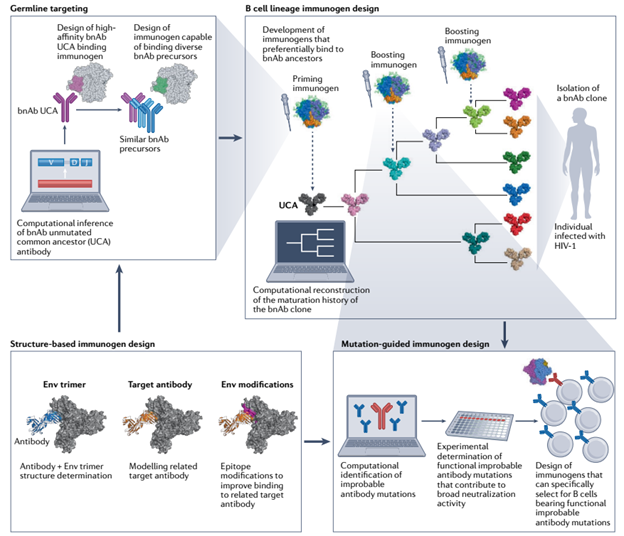 Germline targeting
Design of high-
affinity bnAb
UCA binding
immunogen
Design of
immunogen capable
of binding diverse
bnAb precursors
bnAb UCA
Similar bnAb
precursors
V D J
Computational inference
of bnAb unmutated
common ancestor (UCA)
antibody
B cell lineage immunogen design
Development of
immunogens that
preferentially bind to
bnAb ancestors
Priming
immunogen
Boosting
immunogen
Boosting
immunogen
Isolation of
a bnAb clone
UCA
Individual
infected with
HIV-1
Computational reconstruction
of the maturation history of
the bnAb clone
Structure-based immunogen design
Env trimer
Target antibody
Env modifications
Antibody
Antibody + Env trimer
structure determination
Modelling related
target antibody
Epitope
modifications to
improve binding
to related target
antibody
Mutation-guided immunogen design
Computational
identification of
improbable
antibody mutations
Experimental
determination of
functional improbable
antibody mutations
that contribute to
broad neutralization
activity
Design of
immunogens that
can specifically
select for B cells
bearing functional
improbable
antibody mutations